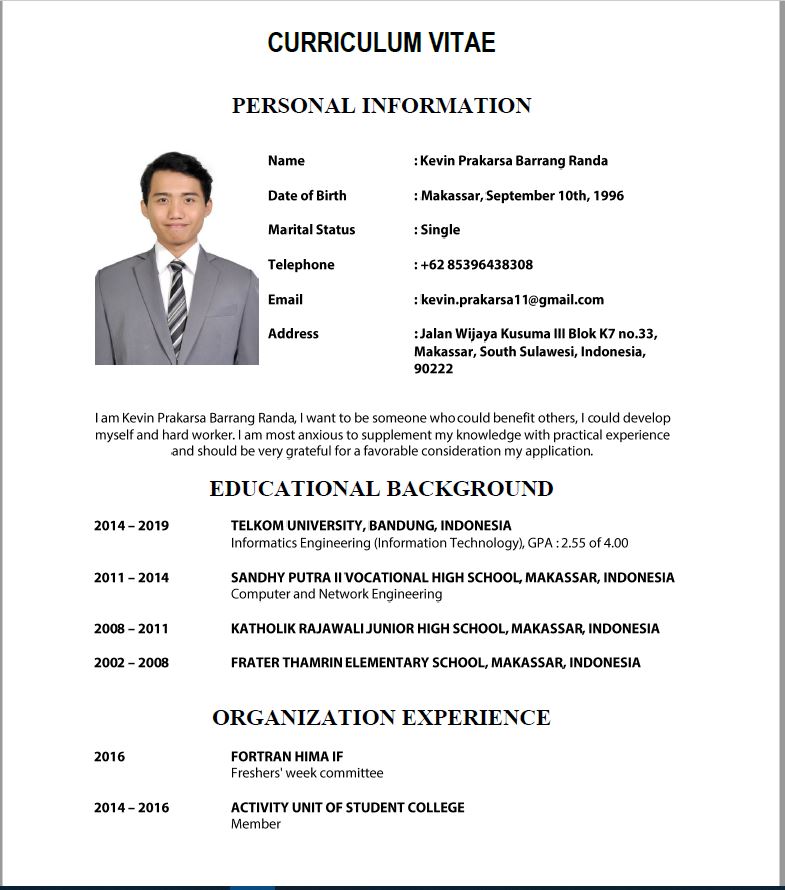 CURRICULUM VITAE
PERSONAL INFORMATION
Name : Kevin Prakarsa Barrang Randa
Date of Birth : Makassar, September 10th, 1996
Marital Status : Single
Telephone : +62 85396438308
Email : kevin.prakarsa11@gmail.com
Address : Jalan Wijaya Kusuma III Blok K7 no.33,
Makassar, South Sulawesi, Indonesia,
90222
I am Kevin Prakarsa Barrang Randa, I want to be someone who could benefit others, I could develop
myself and hard worker. I am most anxious to supplement my knowledge with practical experience
and should be very grateful for a favorable consideration my application.
EDUCATIONAL BACKGROUND
2014 – 2019 TELKOM UNIVERSITY, BANDUNG, INDONESIA
Informatics Engineering (Information Technology), GPA : 2.55 of 4.00
2011 – 2014 SANDHY PUTRA II VOCATIONAL HIGH SCHOOL, MAKASSAR, INDONESIA
Computer and Network Engineering
2008 – 2011 KATHOLIK RAJAWALI JUNIOR HIGH SCHOOL, MAKASSAR, INDONESIA
2002 – 2008 FRATER THAMRIN ELEMENTARY SCHOOL, MAKASSAR, INDONESIA
ORGANIZATION EXPERIENCE
2016 FORTRAN HIMA IF
Freshers' week committee
2014 – 2016 ACTIVITY UNIT OF STUDENT COLLEGE
Member